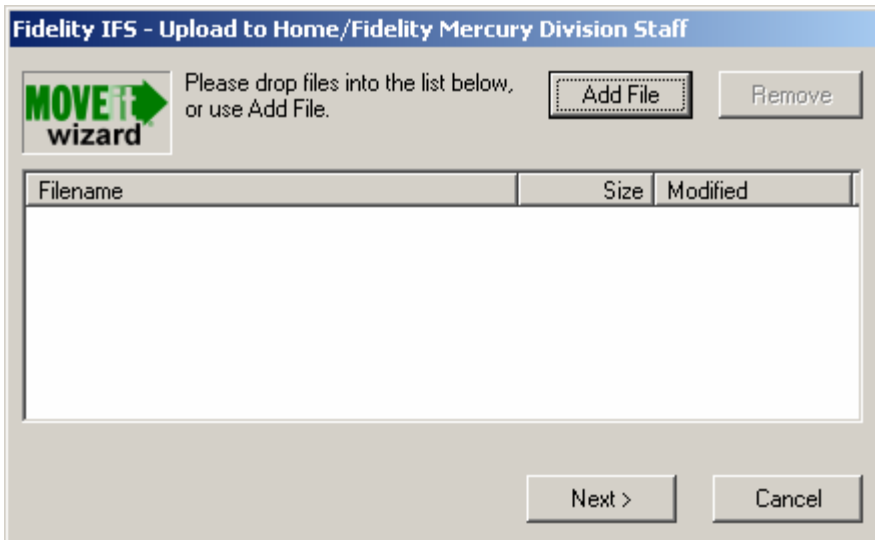 Fidelity IFS - Upload to Home/Fidelity Mercury Division Staff
MOVEit
wizard
Please drop files into the list below,
or use Add File.
Add File
Remove
Filename Size Modified
Next >
Cancel